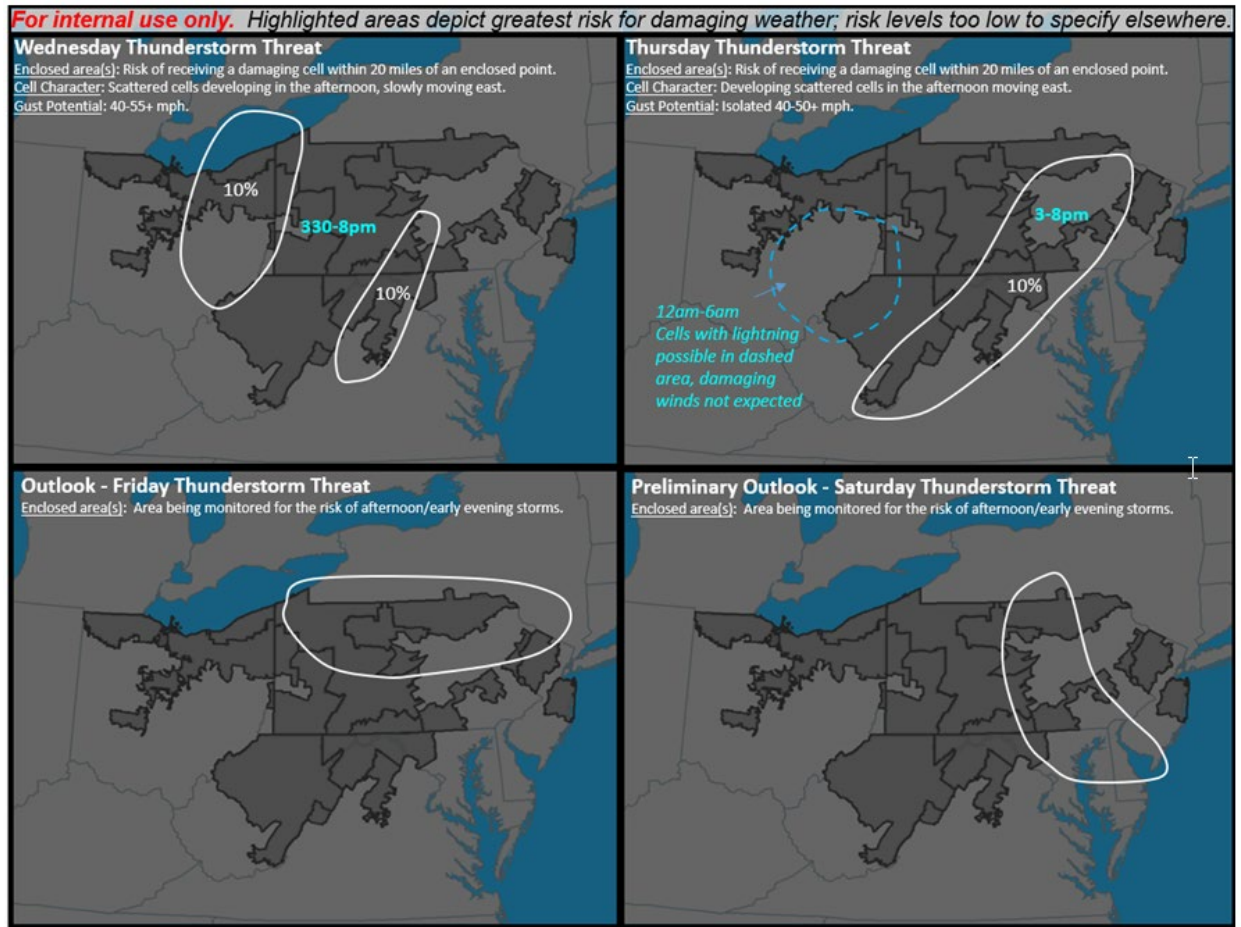 For internal use only. Highlighted areas depict greatest risk for damaging weather; risk levels too low to specify elsewhere.
Wednesday Thunderstorm Threat
Enclosed area(s): Risk of receiving a damaging cell within 20 miles of an enclosed point.
Cell Character: Scattered cells developing in the afternoon, slowly moving east.
Gust Potential: 40-55+ mph.
10%
330-8pm
10%
Thursday Thunderstorm Threat
Enclosed area(s): Risk of receiving a damaging cell within 20 miles of an enclosed point.
Cell Character: Developing scattered cells in the afternoon moving east.
Gust Potential: Isolated 40-50+ mph.
3-8pm
10%
12am-6am
Cells with lightning
possible in dashed
area, damaging
winds not expected
Outlook - Friday Thunderstorm Threat
Enclosed area(s): Area being monitored for the risk of afternoon/early evening storms.
Preliminary Outlook - Saturday Thunderstorm Threat
Enclosed area(s): Area being monitored for the risk of afternoon/early evening storms.